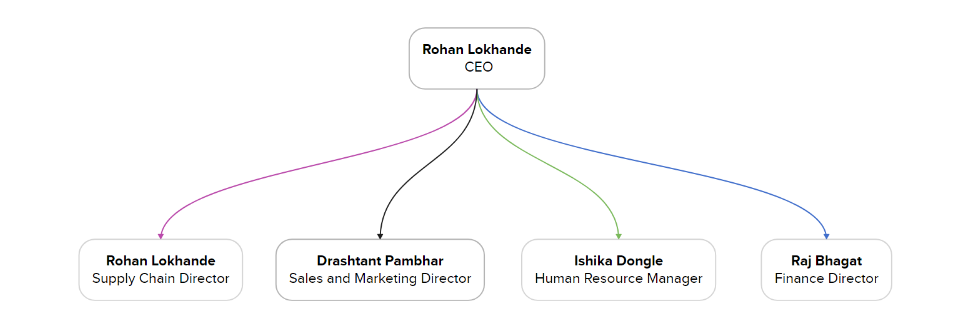 Rohan Lokhande
CEO
Rohan Lokhande
Supply Chain Director
Drashtant Pambhar
Sales and Marketing Director
Ishika Dongle
Human Resource Manager
Raj Bhagat
Finance Director